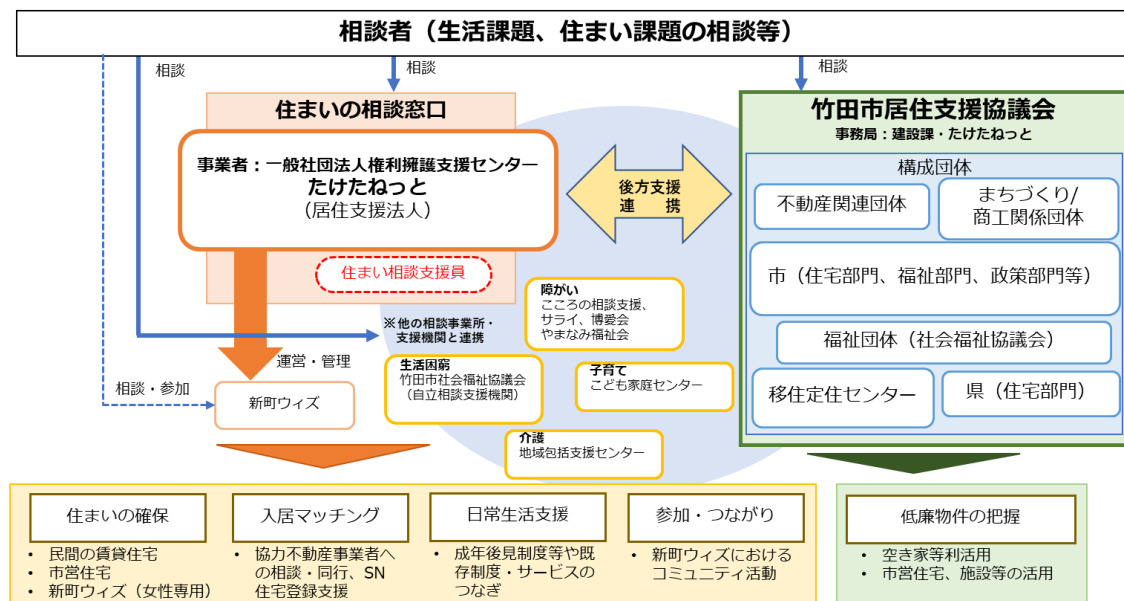 相談者（生活課題、住まい課題の相談等）
相談
相談
相談
住まいの相談窓口
事業者：一般社団法人権利擁護支援センター
たけたねっと
（居住支援法人）
住まい相談支援員
後方支援
連　携
竹田市居住支援協議会
事務局：建設課・たけたねっと
構成団体
不動産関連団体
まちづくり/
商工関係団体
市（住宅部門、福祉部門、政策部門等）
福祉団体（社会福祉協議会）
移住定住センター
県（住宅部門）
※他の相談事業所・
支援機関と連携
障がい
こころの相談支援、
サライ、博愛会
やまなみ福祉会
生活困窮
竹田市社会福祉協議会
（自立相談支援機関）
子育て
こども家庭センター
介護
地域包括支援センター
運営・管理
相談・参加
新町ウィズ
住まいの確保
• 民間の賃貸住宅
• 市営住宅
• 新町ウィズ（女性専用）
入居マッチング
• 協力不動産事業者へ
の相談・同行、SN
住宅登録支援
日常生活支援
• 成年後見制度等や既
存制度・サービスの
つなぎ
参加・つながり
• 新町ウィズにおける
コミュニティ活動
低廉物件の把握
• 空き家等利活用
• 市営住宅、施設等の活用